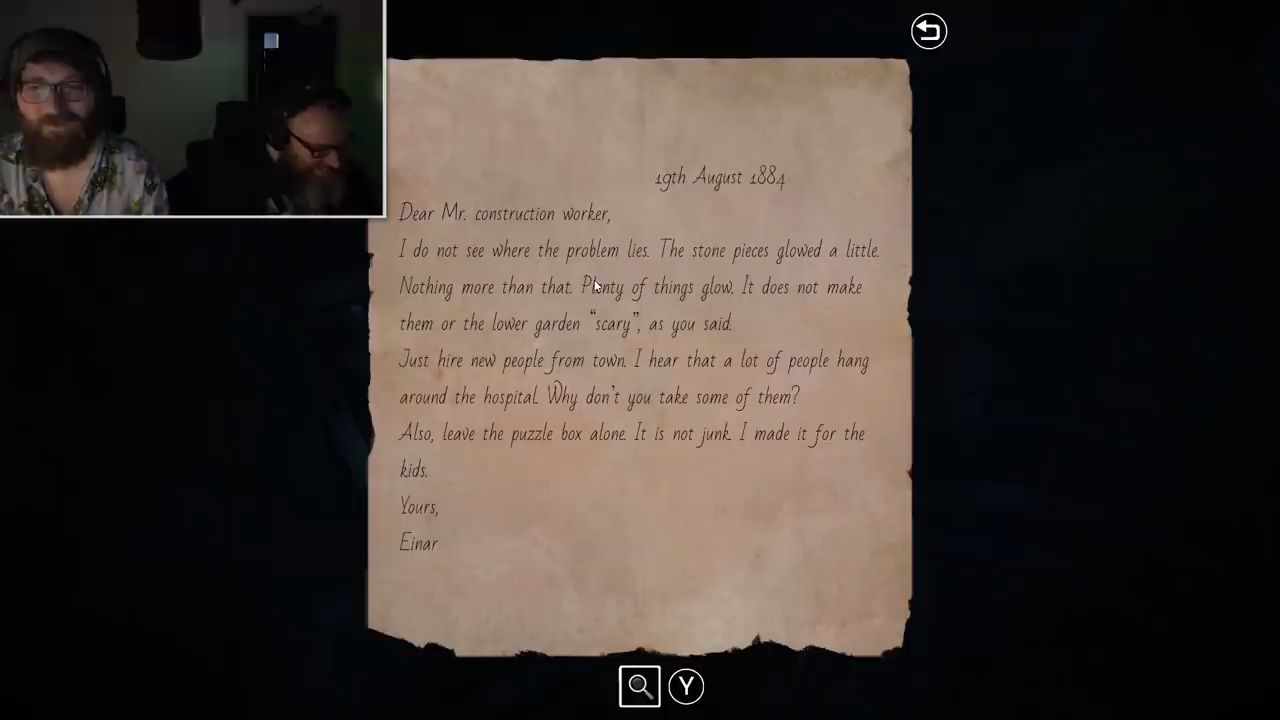 19th August 1884
Dear Mr. construction worker,
I do not see where the problem lies. The stone pieces glowed a little.
Nothing more than that. Plenty of things glow. It does not make
them or the lower garden “scary”, as you said.
Just hire new people from town. I hear that a lot of people hang
around the hospital. Why don’t you take some of them?
Also, leave the puzzle box alone. It is not junk. I made it for the
kids.
Yours,
Einar
Y